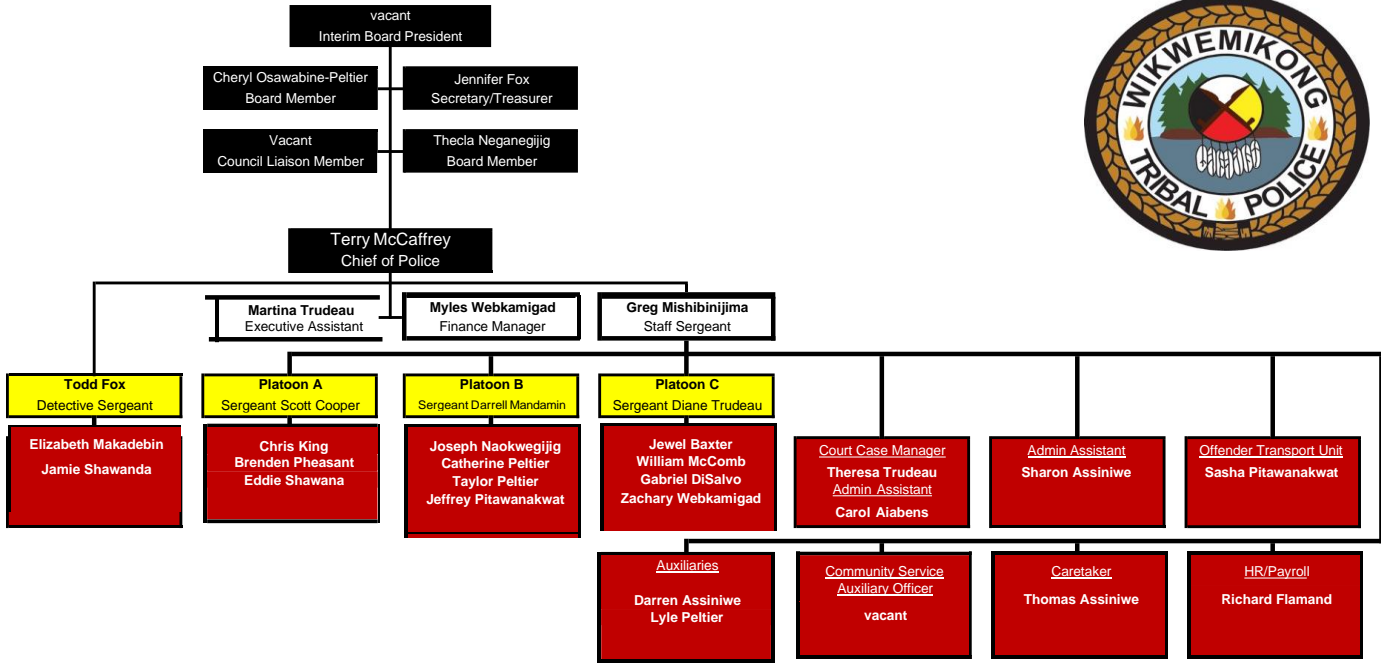 vacant
Interim Board President
Cheryl Osawabine-Peltier
Board Member
Jennifer Fox
Secretary/Treasurer
Vacant
Council Liaison Member
Thecla Neganegijig
Board Member
WIKWEMIKONG
TRIBAL POLICE
Terry McCaffrey
Chief of Police
Martina Trudeau
Executive Assistant
Myles Webkamigad
Finance Manager
Greg Mishibinijima
Staff Sergeant
Todd Fox
Detective Sergeant
Platoon A
Sergeant Scott Cooper
Platoon B
Sergeant Darrell Mandamin
Platoon C
Sergeant Diane Trudeau
Elizabeth Makadebin
Jamie Shawanda
Chris King
Brenden Pheasant
Eddie Shawana
Joseph Naokwegijig
Catherine Peltier
Taylor Peltier
Jeffrey Pitawanakwat
Jewel Baxter
William McComb
Gabriel DiSalvo
Zachary Webkamigad
Court Case Manager
Theresa Trudeau
Admin Assistant
Carol Aiabens
Admin Assistant
Sharon Assiniwe
Offender Transport Unit
Sasha Pitawanakwat
Auxiliaries
Darren Assiniwe
Lyle Peltier
Community Service
Auxiliary Officer
vacant
Caretaker
Thomas Assiniwe
HR/Payroll
Richard Flamand